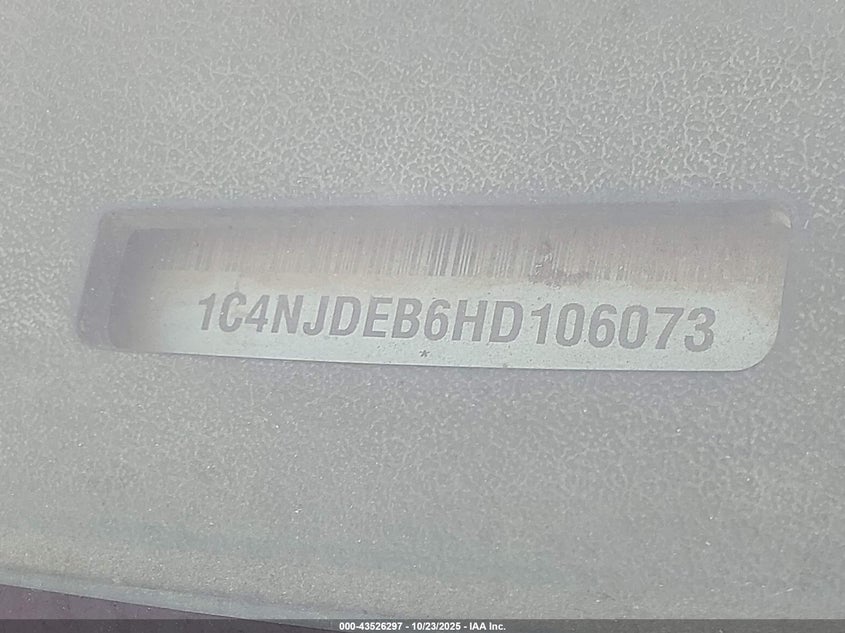 1C4NJDEB6HD106073
*
000-43526297 - 10/23/2025 - IAA Inc.